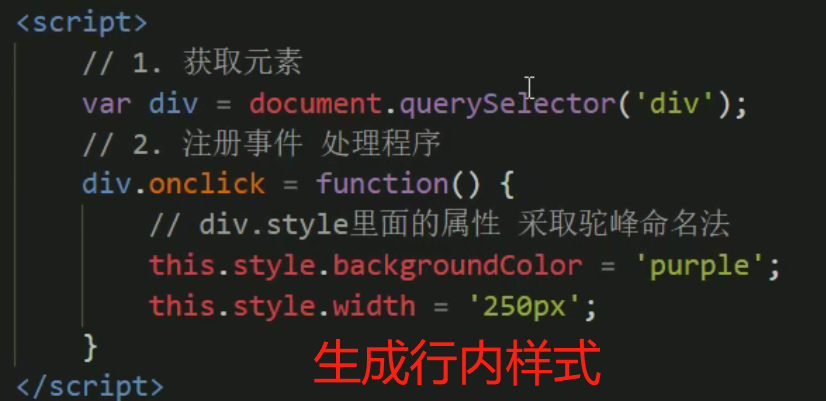 <script>
// 1. 获取元素
var div = document.querySelector('div');
// 2. 注册事件 处理程序
div.onclick = function() {
// div.style里面的属性 采取驼峰命名法
this.style.backgroundColor = 'purple';
this.style.width = '250px';
}
生成行内样式
</script>